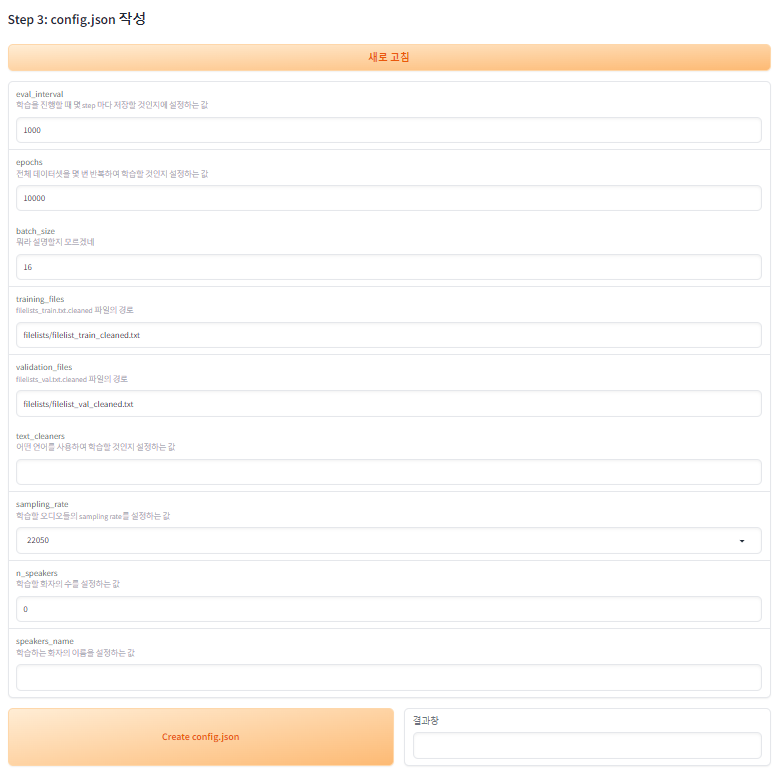 Step 3: config.json 작성
새로 고침
eval_interval
학습을 진행할 때 몇 step 마다 저장할 것인지에 설정하는 값
1000
epochs
전체 데이터셋을 몇 번 반복하여 학습할 것인지 설정하는 값
10000
batch_size
뭐라 설명할지 모르겠네
16
training_files
filelists_train.txt.cleaned 파일의 경로
filelists/filelist_train_cleaned.txt
validation_files
filelists_val.txt.cleaned 파일의 경로
filelists/filelist_val_cleaned.txt
text_cleaners
어떤 언어를 사용하여 학습할 것인지 설정하는 값
sampling_rate
학습할 오디오들의 sampling rate를 설정하는 값
22050
n_speakers
학습할 화자의 수를 설정하는 값
0
speakers_name
학습하는 화자의 이름을 설정하는 값
Create config.json
결과창